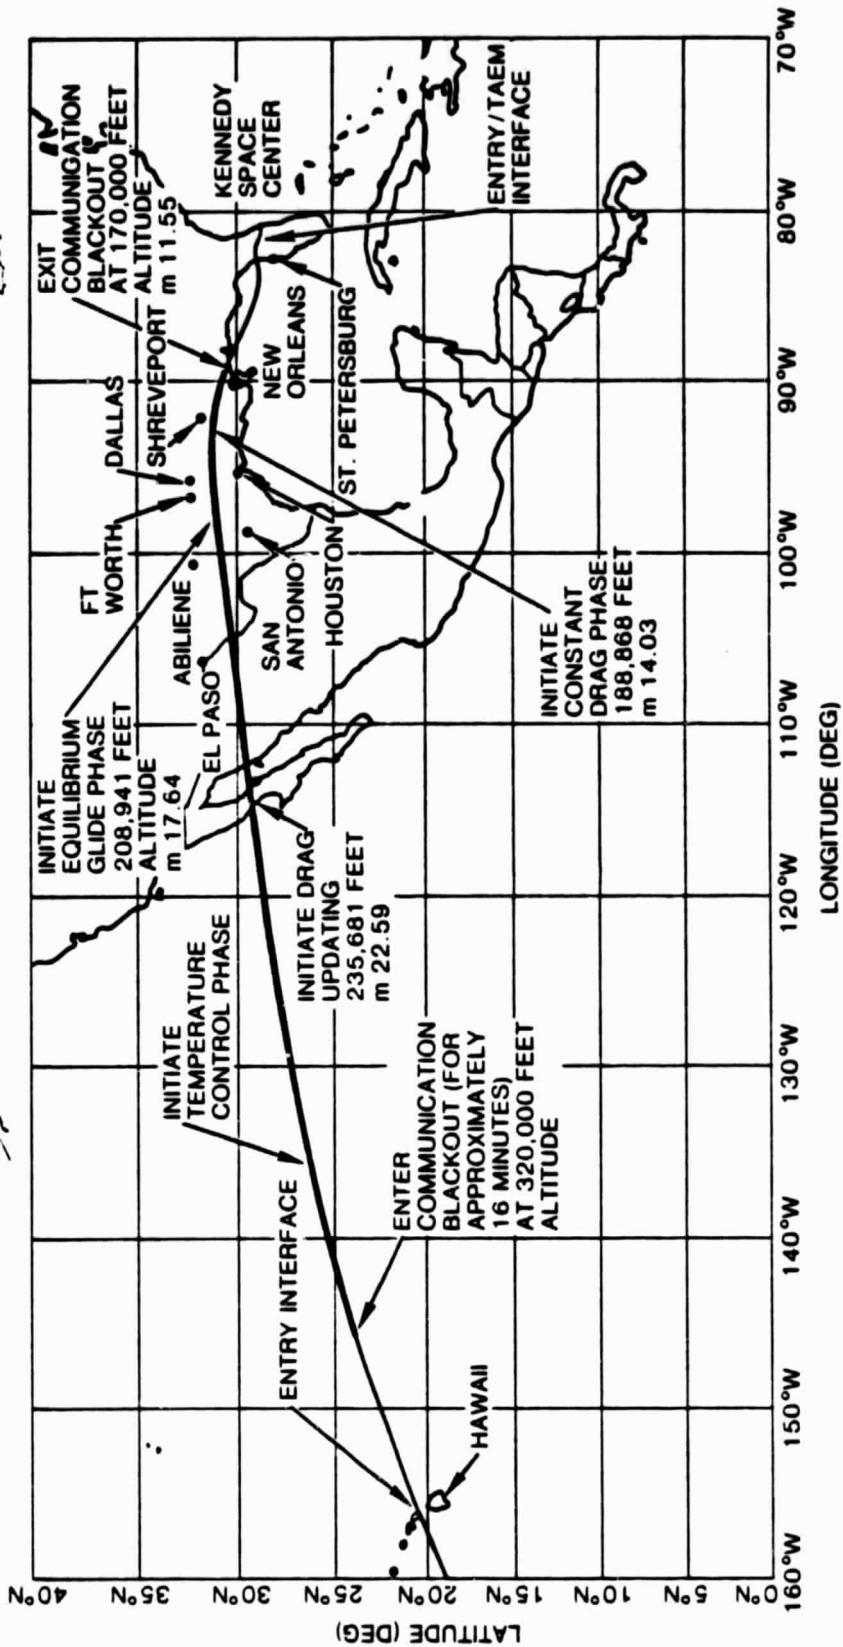 EXIT
COMMUNIGATION
BLACKOUT
AT 170,000 FEET
ALTITUDE
m 11.55
KENNEDY
SPACE
CENTER
ENTRY/TAEM
INTERFACE
SHREVEPORT
DALLAS
FT
WORTH
ABILIENE
EL PASO
NEW
ORLEANS
ST. PETERSBURG
HOUSTON
SAN
ANTONIO
INITIATE
EQUILIBRIUM
GLIDE PHASE
208,941 FEET
ALTITUDE
m 17.64
INITIATE
CONSTANT
DRAG PHASE
188,868 FEET
m 14.03
INITIATE DRAG
UPDATING
235,681 FEET
m 22.59
INITIATE
TEMPERATURE
CONTROL PHASE
ENTER
COMMUNICATION
BLACKOUT (FOR
APPROXIMATELY
16 MINUTES)
AT 320,000 FEET
ALTITUDE
ENTRY INTERFACE
HAWAII
40°N
35°N
30°N
25°N
20°N
15°N
10°N
5°N
0°N
LATITUDE (DEG)
160°W
150°W
140°W
130°W
120°W
110°W
100°W
90°W
80°W
70°W
LONGITUDE (DEG)